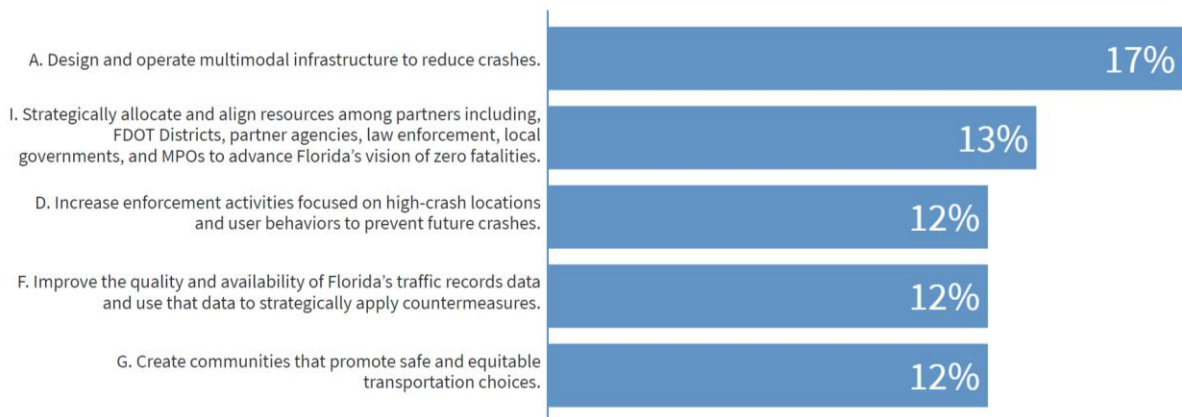 A. Design and operate multimodal infrastructure to reduce crashes.
17%
I. Strategically allocate and align resources among partners including,
FDOT Districts, partner agencies, law enforcement, local
governments, and MPOs to advance Florida’s vision of zero fatalities.
13%
D. Increase enforcement activities focused on high-crash locations
and user behaviors to prevent future crashes.
12%
F. Improve the quality and availability of Florida’s traffic records data
and use that data to strategically apply countermeasures.
12%
G. Create communities that promote safe and equitable
transportation choices.
12%